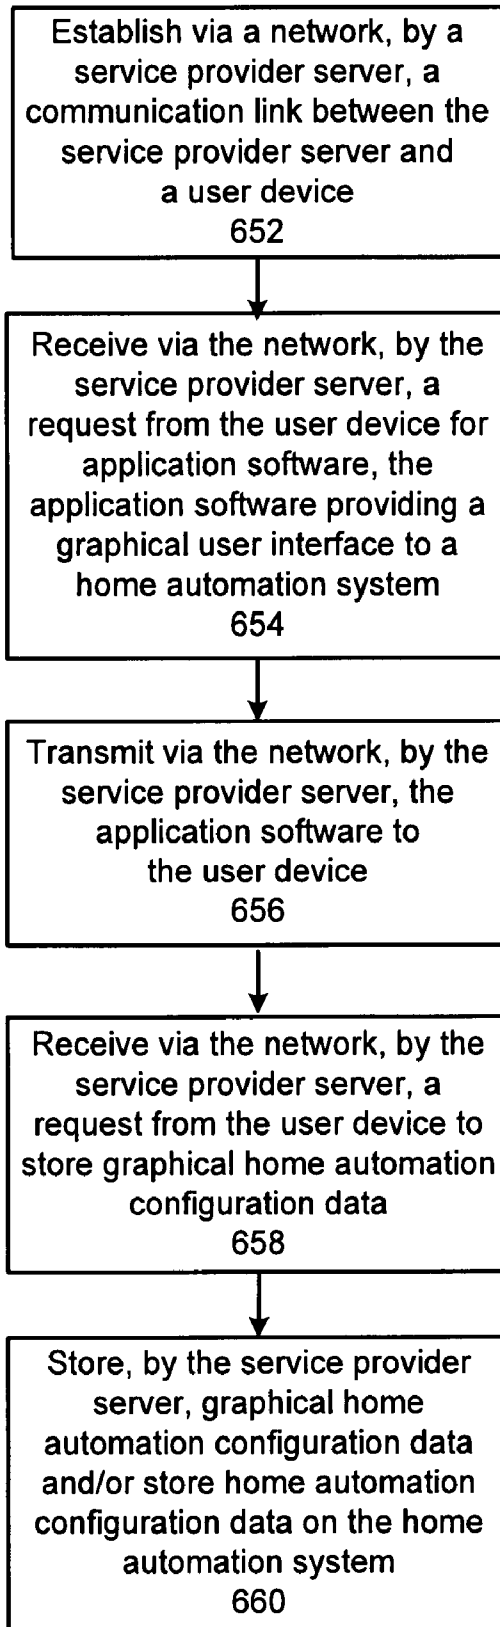 Establish via a network, by a
service provider server, a
communication link between the
service provider server and
a user device
652
Receive via the network, by the
service provider server, a
request from the user device for
application software, the
application software providing a
graphical user interface to a
home automation system
654
Transmit via the network, by the
service provider server, the
application software to
the user device
656
Receive via the network, by the
service provider server, a
request from the user device to
store graphical home automation
configuration data
658
Store, by the service provider
server, graphical home
automation configuration data
and/or store home automation
configuration data on the home
automation system
660